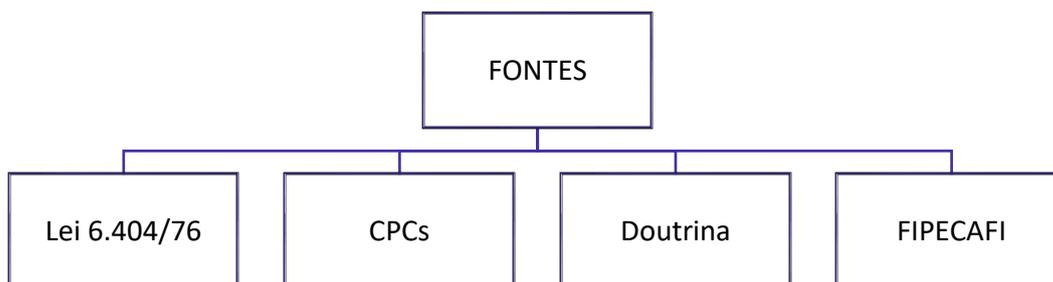 FONTES
Lei 6.404/76
CPCs
Doutrina
FIPECAFI